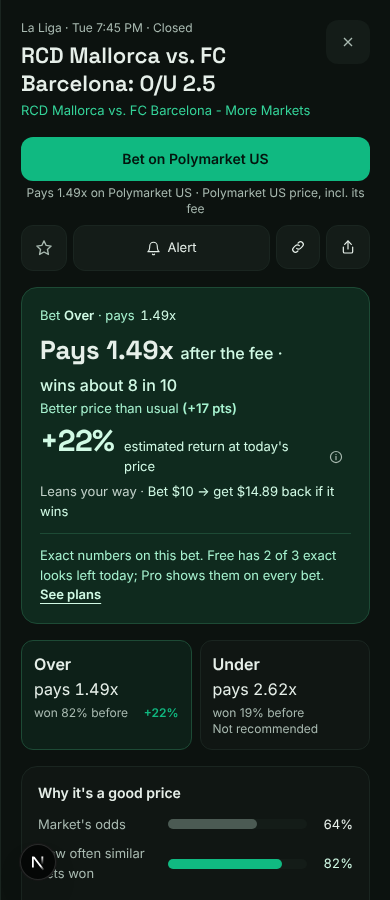 La Liga · Tue 7:45 PM · Closed
RCD Mallorca vs. FC
Barcelona: O/U 2.5
RCD Mallorca vs. FC Barcelona - More Markets
Bet on Polymarket US
Pays 1.49x on Polymarket US · Polymarket US price, incl. its
fee
Alert
Bet Over · pays 1.49x
Pays 1.49x after the fee ·
wins about 8 in 10
Better price than usual (+17 pts)
+22% estimated return at today's
price
Leans your way · Bet $10 → get $14.89 back if it
wins
Exact numbers on this bet. Free has 2 of 3 exact
looks left today; Pro shows them on every bet.
See plans
Over
pays 1.49x
won 82% before +22%
Under
pays 2.62x
won 19% before
Not recommended
Why it's a good price
Market's odds 64%
often similar 82%
won
N